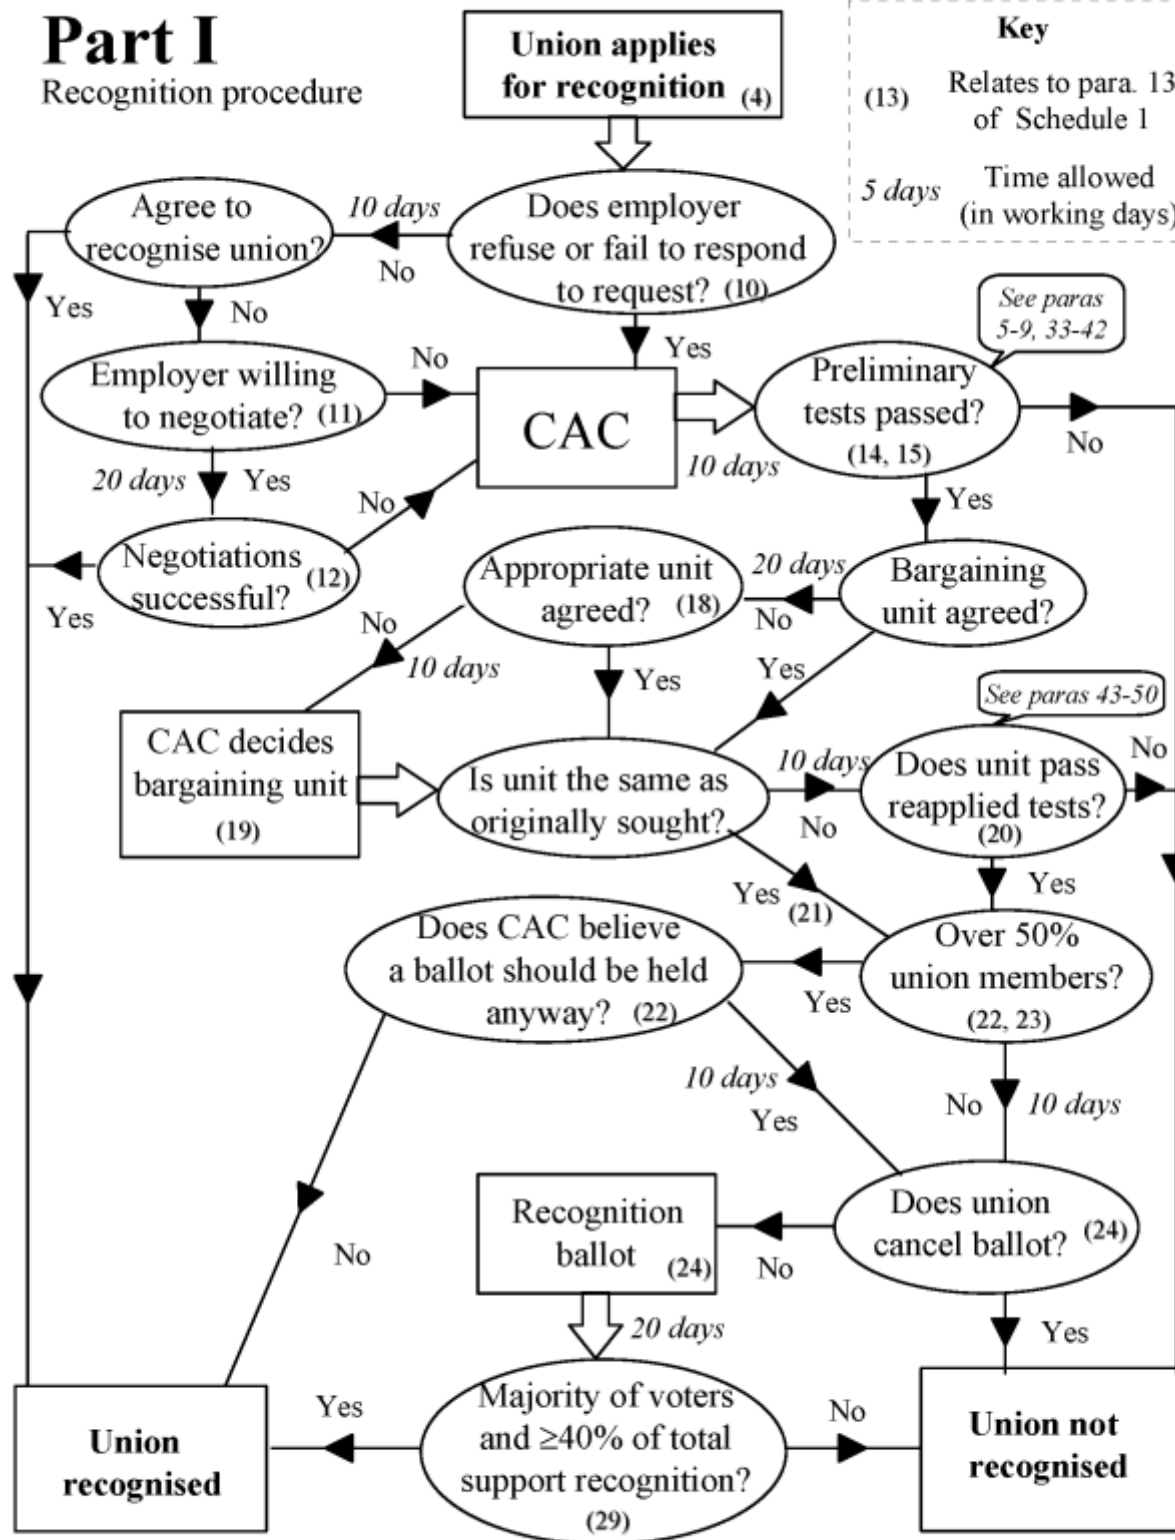 Part I
Recognition procedure
Union applies
for recognition (4)
Key
(13) Relates to para. 13
of Schedule 1
5 days Time allowed
(in working days)
Agree to
recognise union?
10 days
No
Does employer
refuse or fail to respond
to request? (10)
Yes
No
Yes
See paras
5-9, 33-42
Employer willing
to negotiate? (11)
No
CAC
10 days
Preliminary
tests passed?
(14, 15)
No
20 days
Yes
No
Yes
Negotiations
successful?
(12)
Yes
Appropriate unit
agreed? (18)
20 days
No
Bargaining
unit agreed?
No
10 days
Yes
Yes
See paras 43-50
CAC decides
bargaining unit
(19)
Is unit the same as
originally sought?
10 days
No
Does unit pass
reapplied tests?
(20)
No
Yes
(21)
Yes
Does CAC believe
a ballot should be held
anyway? (22)
Yes
Over 50%
union members?
(22, 23)
10 days
Yes
No
10 days
No
Recognition
ballot
(24)
No
Does union
cancel ballot?
(24)
20 days
Yes
Union
recognised
Yes
Majority of voters
and ≥40% of total
support recognition?
(29)
No
Union not
recognised